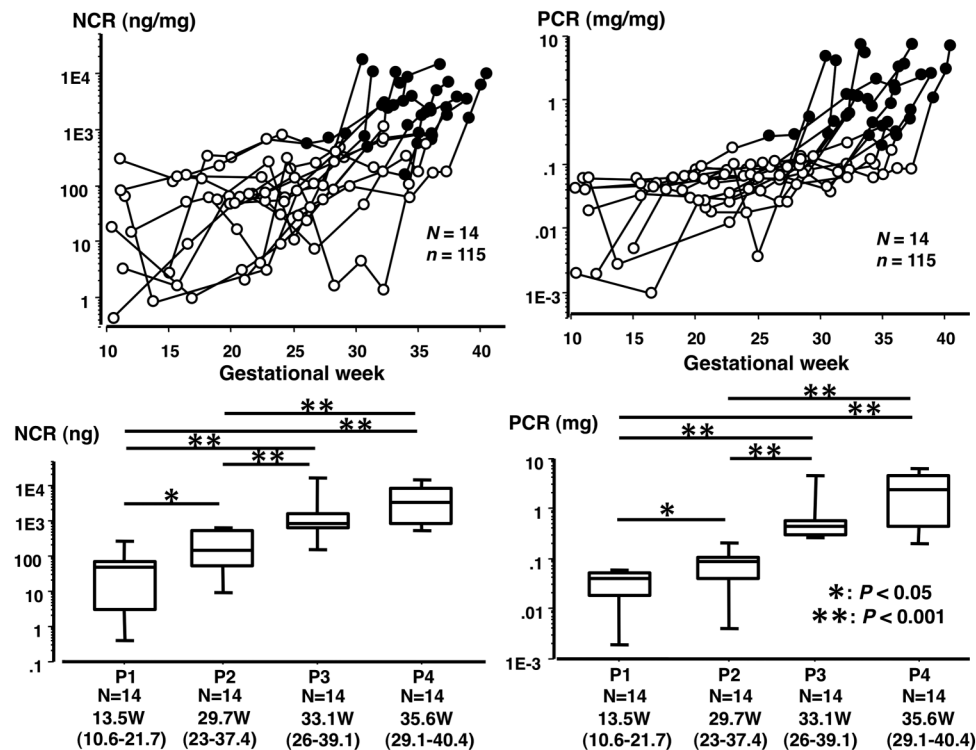 NCR (ng/mg)
1E4
1E3
100
10
1
10 15 20 25 30 35 40
Gestational week
N = 14
n = 115
PCR (mg/mg)
10
1
.1
.01
1E-3
10 15 20 25 30 35 40
Gestational week
N = 14
n = 115
NCR (ng)
1E4
1E3
100
10
1
.1
**
**
**
**
*
P1 P2 P3 P4
N=14 N=14 N=14 N=14
13.5W 29.7W 33.1W 35.6W
(10.6-21.7) (23-37.4) (26-39.1) (29.1-40.4)
PCR (mg)
10
1
.1
.01
1E-3
**
**
**
**
*
*: P < 0.05
**: P < 0.001
P1 P2 P3 P4
N=14 N=14 N=14 N=14
13.5W 29.7W 33.1W 35.6W
(10.6-21.7) (23-37.4) (26-39.1) (29.1-40.4)